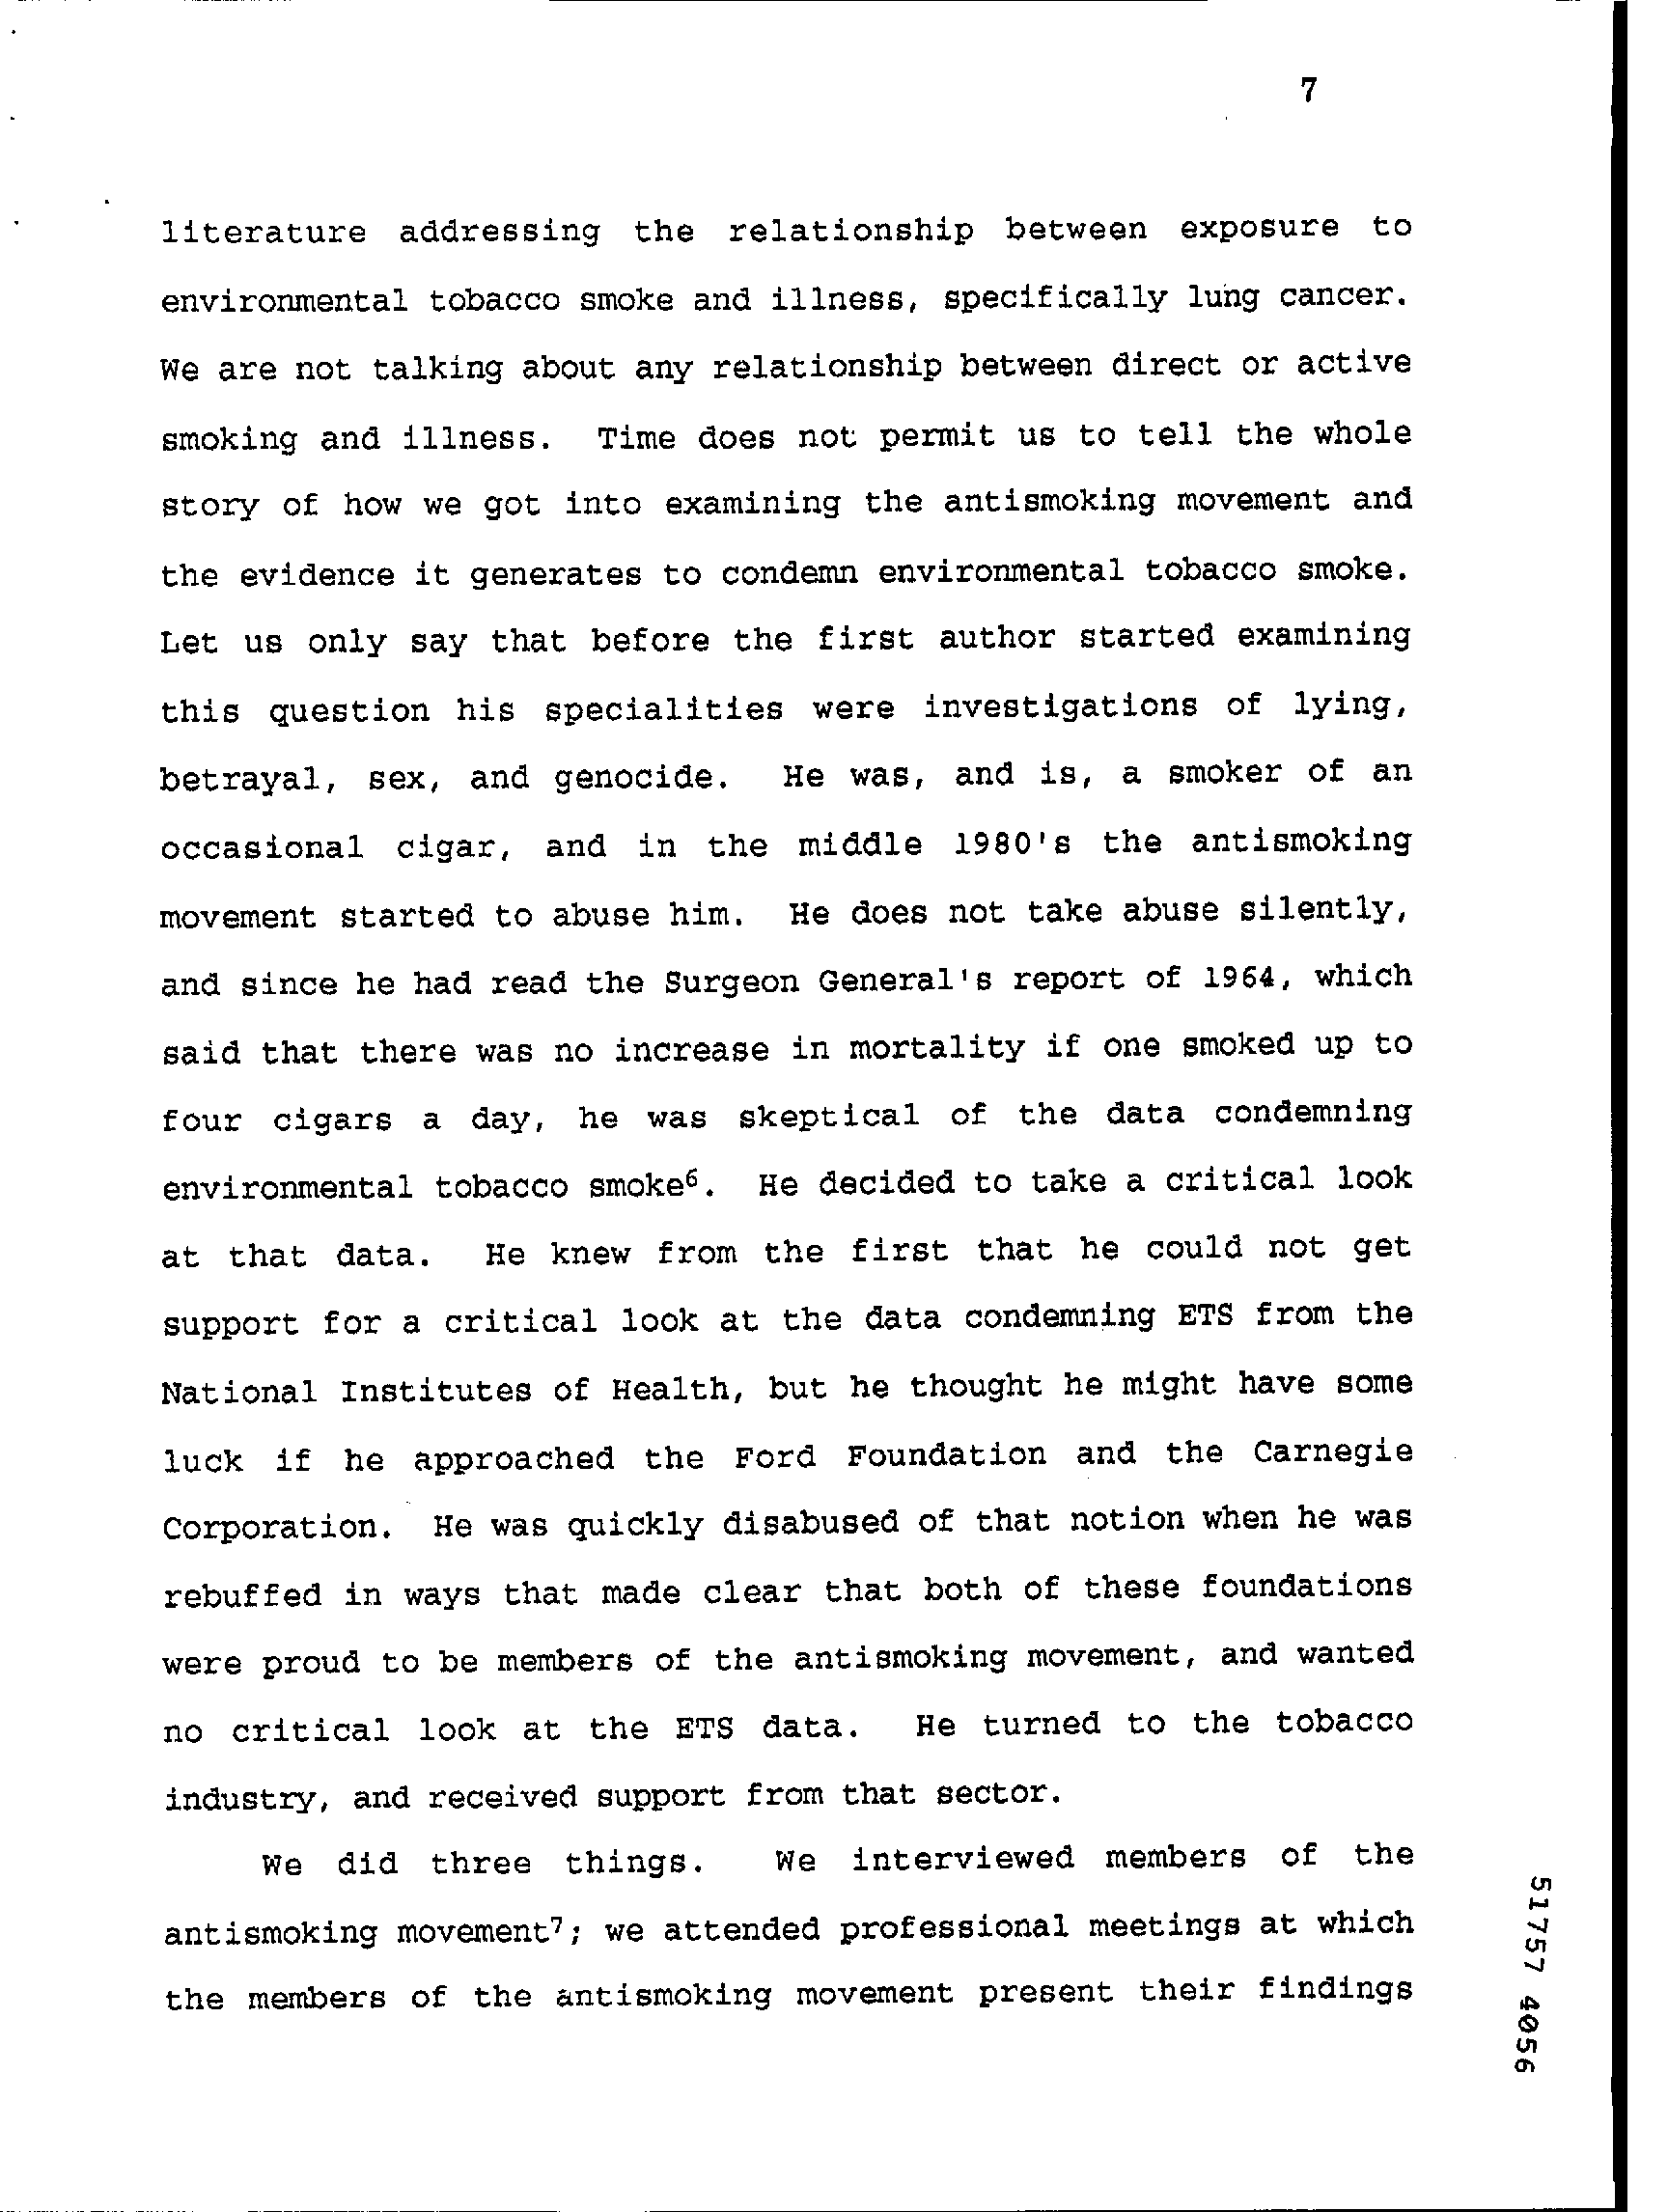 7
literature addressing the relationship between exposure to
environmental tobacco smoke and illness, specifically lung cancer.
We are not talking about any relationship between direct or active
smoking and illness. Time does not permit us to tell the whole
story of how we got into examining the antismoking movement and
the evidence it generates to condemn environmental tobacco smoke.
Let us only say that before the first author started examining
this question his specialities were investigations of lying,
betrayal, sex, and genocide. He was, and is, a smoker of an
occasional cigar, and in the middle 1980's the antismoking
movement started to abuse him. He does not take abuse silently,
and since he had read the Surgeon General's report of 1964, which
said that there was no increase in mortality if one smoked up to
four cigars a day, he was skeptical of the data condemning
environmental tobacco smoke⁶. He decided to take a critical look
at that data. He knew from the first that he could not get
support for a critical look at the data condemning ETS from the
National Institutes of Health, but he thought he might have some
luck if he approached the Ford Foundation and the Carnegie
Corporation. He was quickly disabused of that notion when he was
rebuffed in ways that made clear that both of these foundations
were proud to be members of the antismoking movement, and wanted
no critical look at the ETS data. He turned to the tobacco
industry, and received support from that sector.
We did three things. We interviewed members of the
antismoking movement⁷; we attended professional meetings at which
the members of the antismoking movement present their findings
51757 4056